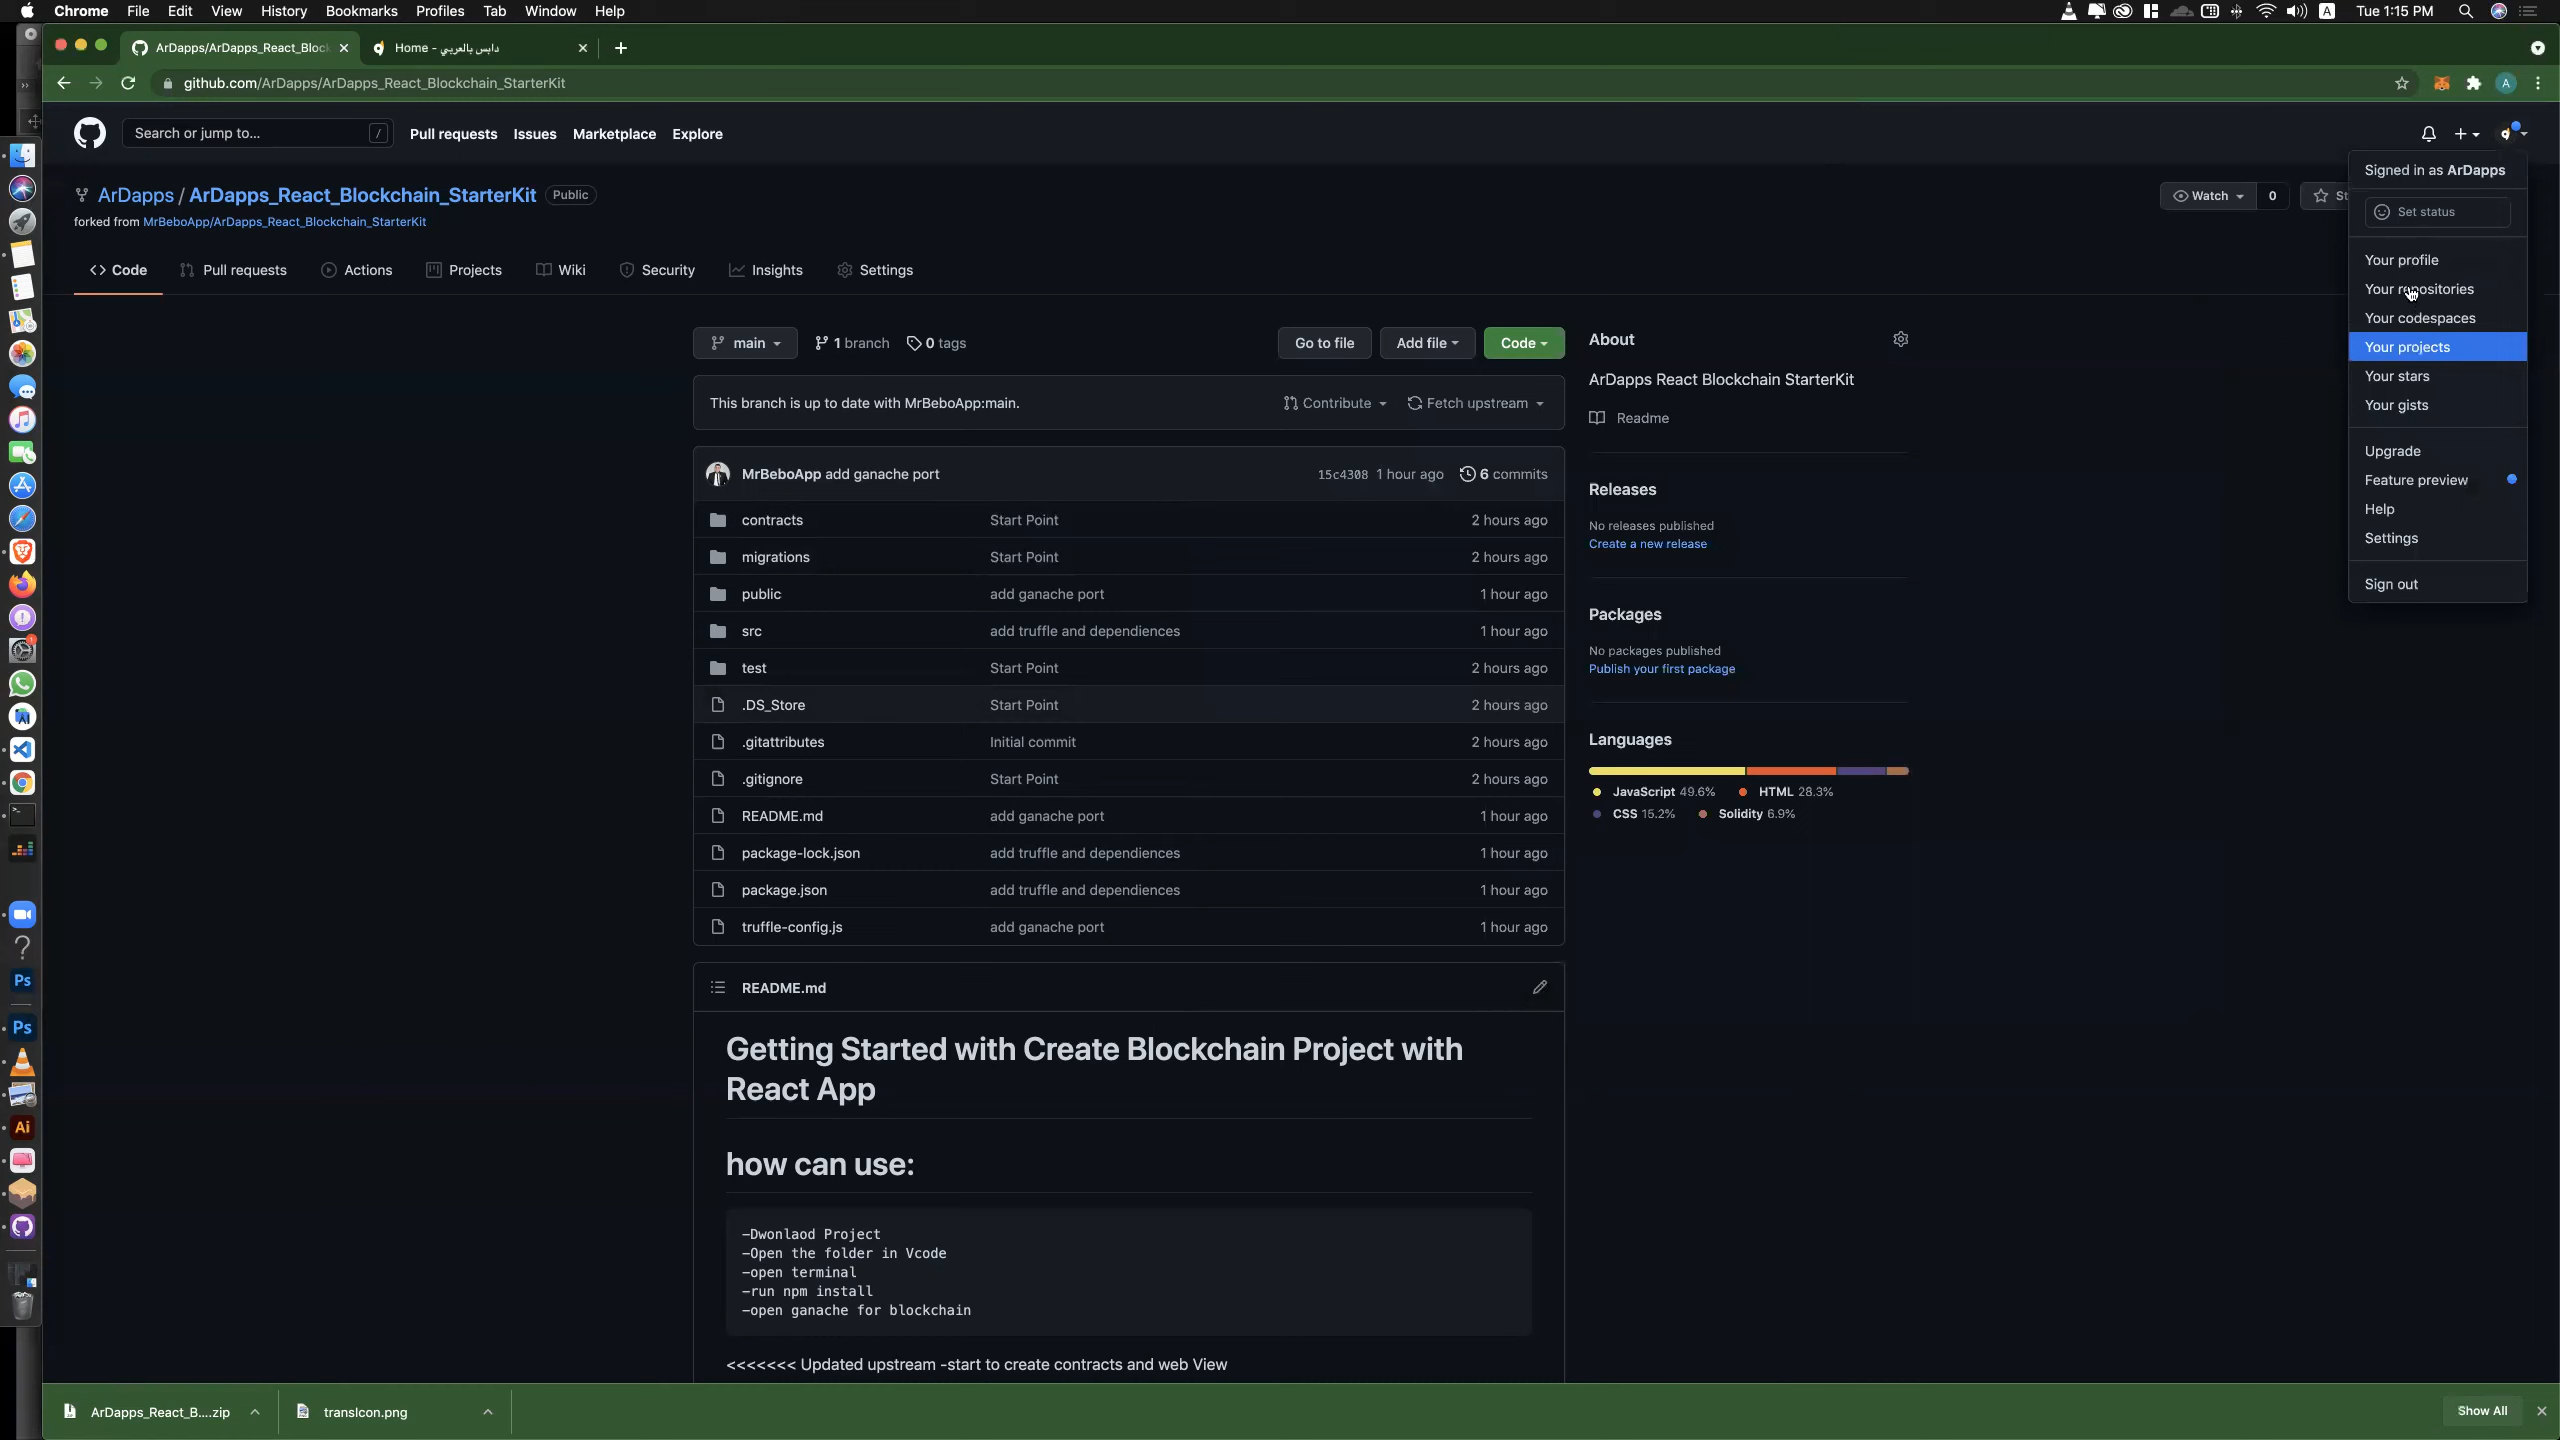 Chrome File Edit View History Bookmarks Profiles Tab Window Help
A Tue 1:15 PM
ArDapps/ArDapps_React_Block
Home - دابس بالعربي
github.com/ArDapps/ArDapps_React_Blockchain_StarterKit
A
Search or jump to... /
Pull requests Issues Marketplace Explore
ArDapps / ArDapps_React_Blockchain_StarterKit Public
forked from MrBeboApp/ArDapps_React_Blockchain_StarterKit
Watch 0 St
Signed in as ArDapps
Set status
Your profile
Your repositories
Your codespaces
Your projects
Your stars
Your gists
Upgrade
Feature preview
Help
Settings
Sign out
Code Pull requests Actions Projects Wiki Security Insights Settings
main 1 branch 0 tags Go to file Add file Code
This branch is up to date with MrBeboApp:main. Contribute Fetch upstream
MrBeboApp add ganache port 15c4308 1 hour ago 6 commits
contracts Start Point 2 hours ago
migrations Start Point 2 hours ago
public add ganache port 1 hour ago
src add truffle and dependiences 1 hour ago
test Start Point 2 hours ago
.DS_Store Start Point 2 hours ago
.gitattributes Initial commit 2 hours ago
.gitignore Start Point 2 hours ago
README.md add ganache port 1 hour ago
package-lock.json add truffle and dependiences 1 hour ago
package.json add truffle and dependiences 1 hour ago
truffle-config.js add ganache port 1 hour ago
About
ArDapps React Blockchain StarterKit
Readme
Releases
No releases published
Create a new release
Packages
No packages published
Publish your first package
Languages
JavaScript 49.6% HTML 28.3%
CSS 15.2% Solidity 6.9%
README.md
Getting Started with Create Blockchain Project with
React App
how can use:
-Dwonlaod Project
-Open the folder in Vcode
-open terminal
-run npm install
-open ganache for blockchain
<<<<<<< Updated upstream -start to create contracts and web View
Ps
Ps
Ai
ArDapps_React_B....zip
transIcon.png
Show All